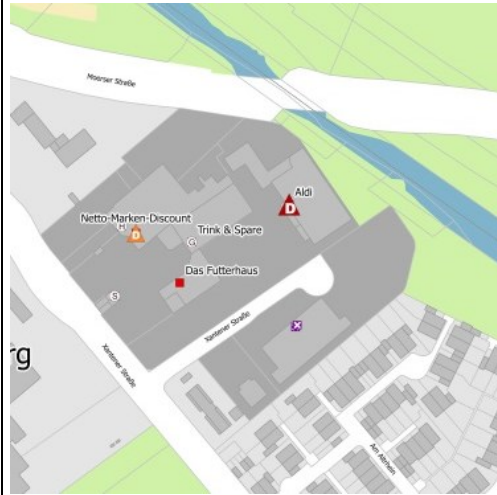 Moerser Straße
Aldi
D
Netto-Marken-Discount
R
D
Trink & Spare
G
Das Futterhaus
S
Xantener Straße
Xantener Straße
rg
Am Altrhein